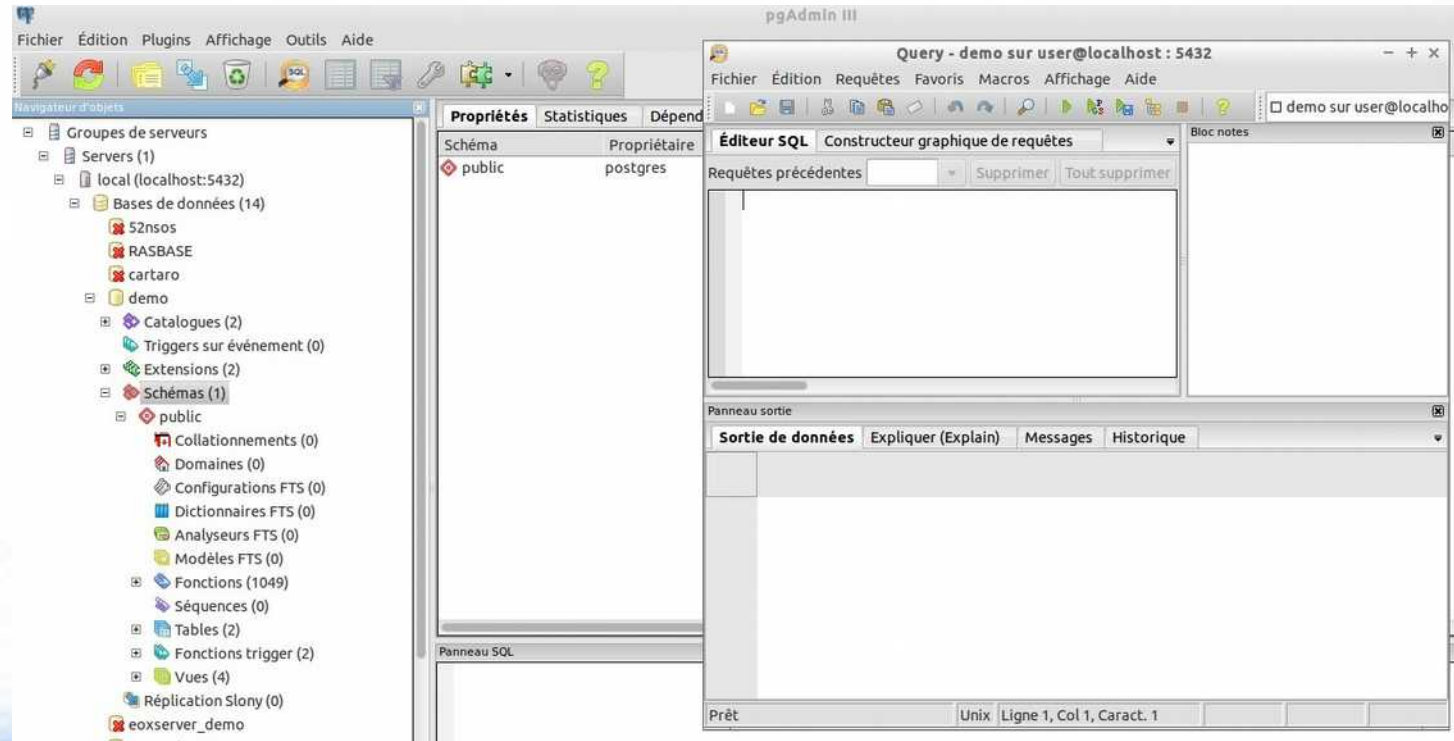 pgAdmin III
Fichier Édition Plugins Affichage Outils Aide
SQL
Navigateur d'objets
Groupes de serveurs
Servers (1)
local (localhost:5432)
Bases de données (14)
52nsos
RASBASE
cartaro
demo
Catalogues (2)
Triggers sur événement (0)
Extensions (2)
Schémas (1)
public
Collationnements (0)
Domaines (0)
Configurations FTS (0)
Dictionnaires FTS (0)
Analyseurs FTS (0)
Modèles FTS (0)
Fonctions (1049)
Séquences (0)
Tables (2)
Fonctions trigger (2)
Vues (4)
Réplication Slony (0)
eoxserver_demo
Propriétés Statistiques Dépend
Schéma Propriétaire
public postgres
Panneau SQL
Query - demo sur user@localhost : 5432
Fichier Édition Requêtes Favoris Macros Affichage Aide
demo sur user@localho
Éditeur SQL Constructeur graphique de requêtes
Requêtes précédentes Supprimer Tout supprimer
Bloc notes
Panneau sortie
Sortie de données Expliquer (Explain) Messages Historique
Prêt Unix Ligne 1, Col 1, Caract. 1